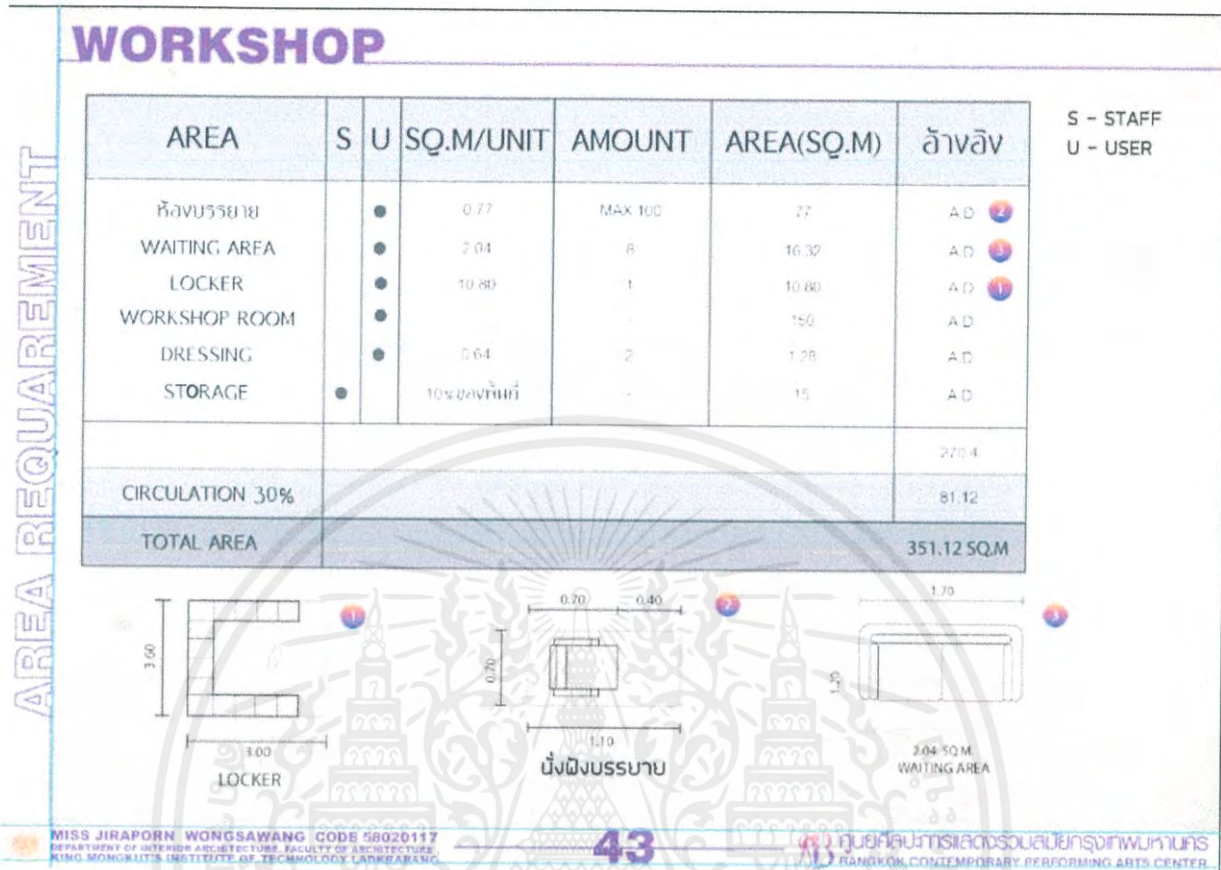 WORKSHOP
AREA REQUAREMENT
AREA S U SQ.M/UNIT AMOUNT AREA(SQ.M) อ้างอิง
S - STAFF
U - USER
ห้องบรรยาย 0.77 MAX 100 77 A.D 2
WAITING AREA 2.04 8 16.32 A.D 3
LOCKER 10.80 1 10.80 A.D 1
WORKSHOP ROOM 150 A.D
DRESSING 0.64 2 1.28 A.D
STORAGE 10%ของพื้นที่ - 15 A.D
270.4
CIRCULATION 30% 81.12
TOTAL AREA 351.12 SQ.M
1
3.60
3.00
LOCKER
0.70 0.40 2
0.70
1.10
นั่งฟังบรรยาย
1.70 3
1.20
2.04 SQ.M.
WAITING AREA
MISS JIRAPORN WONGSAWANG CODE 58020117
DEPARTMENT OF INTERIOR ARCHITECTURE, FACULTY OF ARCHITECTURE
KING MONGKUT'S INSTITUTE OF TECHNOLOGY LADKRABANG
43
ศูนย์ศิลปะการแสดงร่วมสมัยกรุงเทพมหานคร
BANGKOK CONTEMPORARY PERFORMING ARTS CENTER